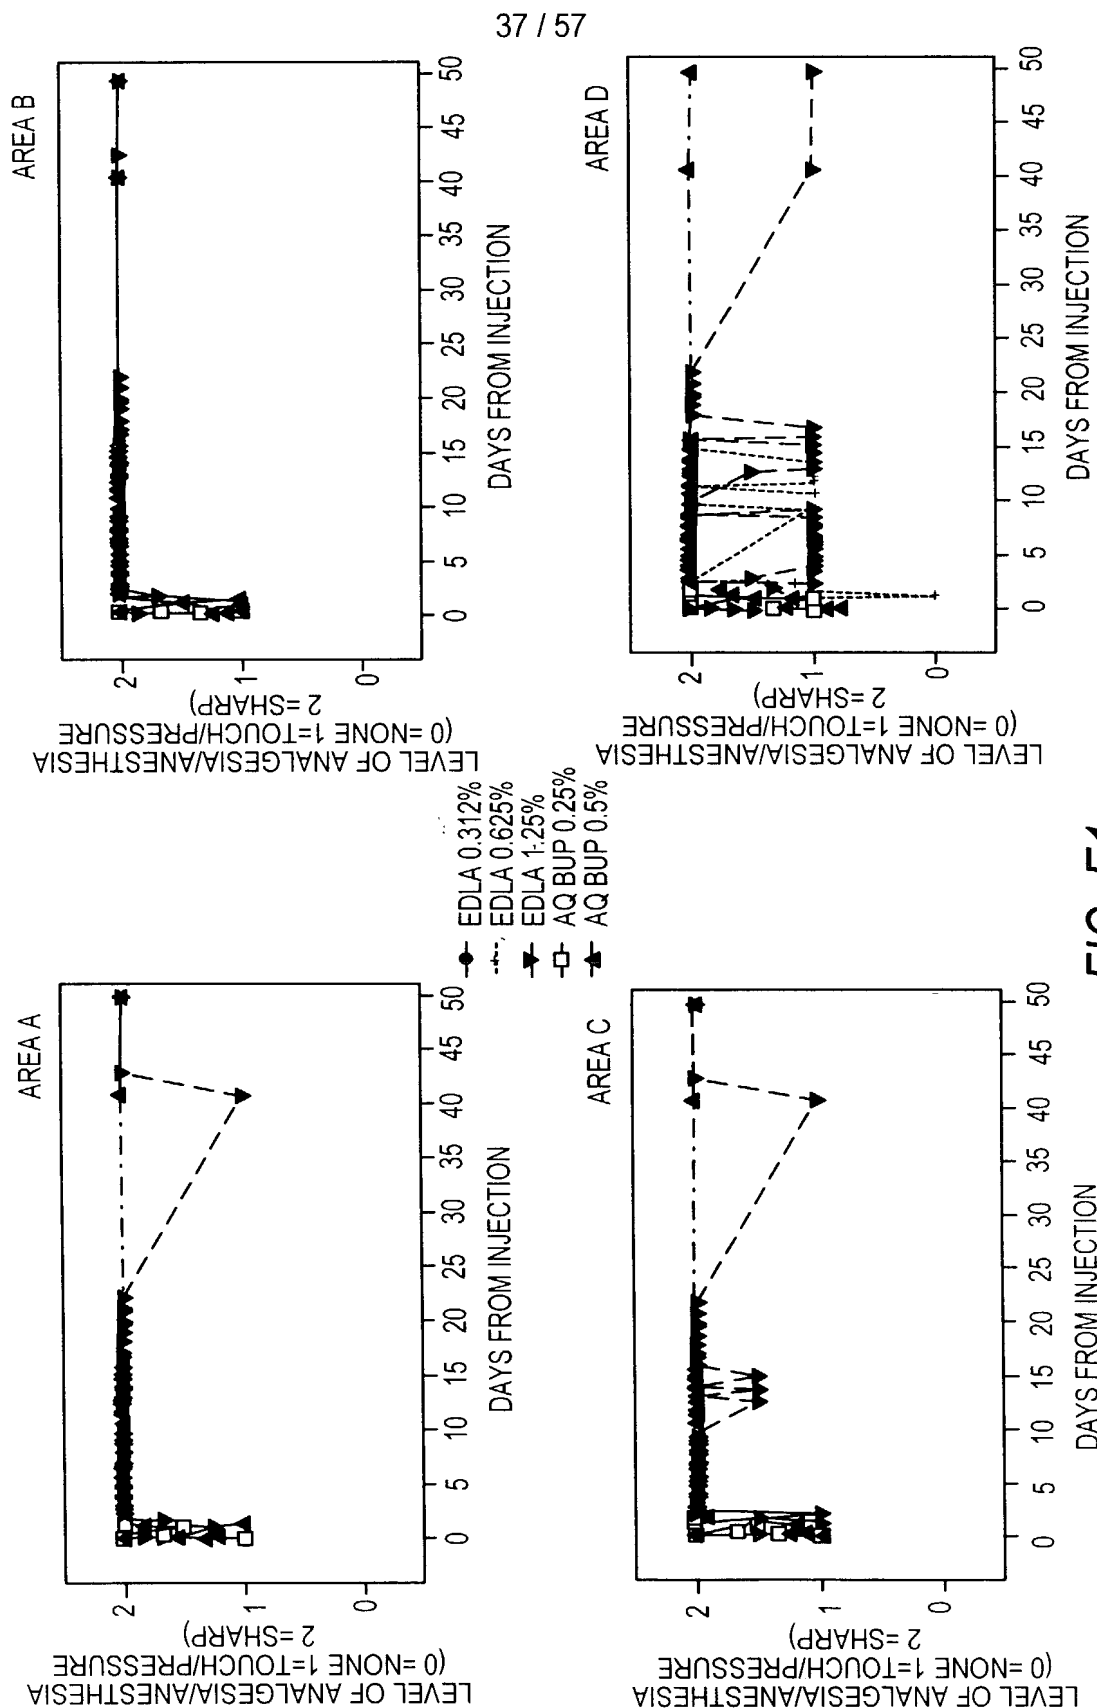 37 / 57
AREA A
LEVEL OF ANALGESIA/ANESTHESIA
(0 =NONE 1=TOUCH/PRESSURE
2 =SHARP)
2
1
0
0 5 10 15 20 25 30 35 40 45 50
DAYS FROM INJECTION
AREA B
LEVEL OF ANALGESIA/ANESTHESIA
(0 =NONE 1=TOUCH/PRESSURE
2 =SHARP)
2
1
0
0 5 10 15 20 25 30 35 40 45 50
DAYS FROM INJECTION
EDLA 0.312%
EDLA 0.625%
EDLA 1.25%
AQ BUP 0.25%
AQ BUP 0.5%
AREA C
LEVEL OF ANALGESIA/ANESTHESIA
(0 =NONE 1=TOUCH/PRESSURE
2 =SHARP)
2
1
0
0 5 10 15 20 25 30 35 40 45 50
DAYS FROM INJECTION
AREA D
LEVEL OF ANALGESIA/ANESTHESIA
(0 =NONE 1=TOUCH/PRESSURE
2 =SHARP)
2
1
0
0 5 10 15 20 25 30 35 40 45 50
DAYS FROM INJECTION